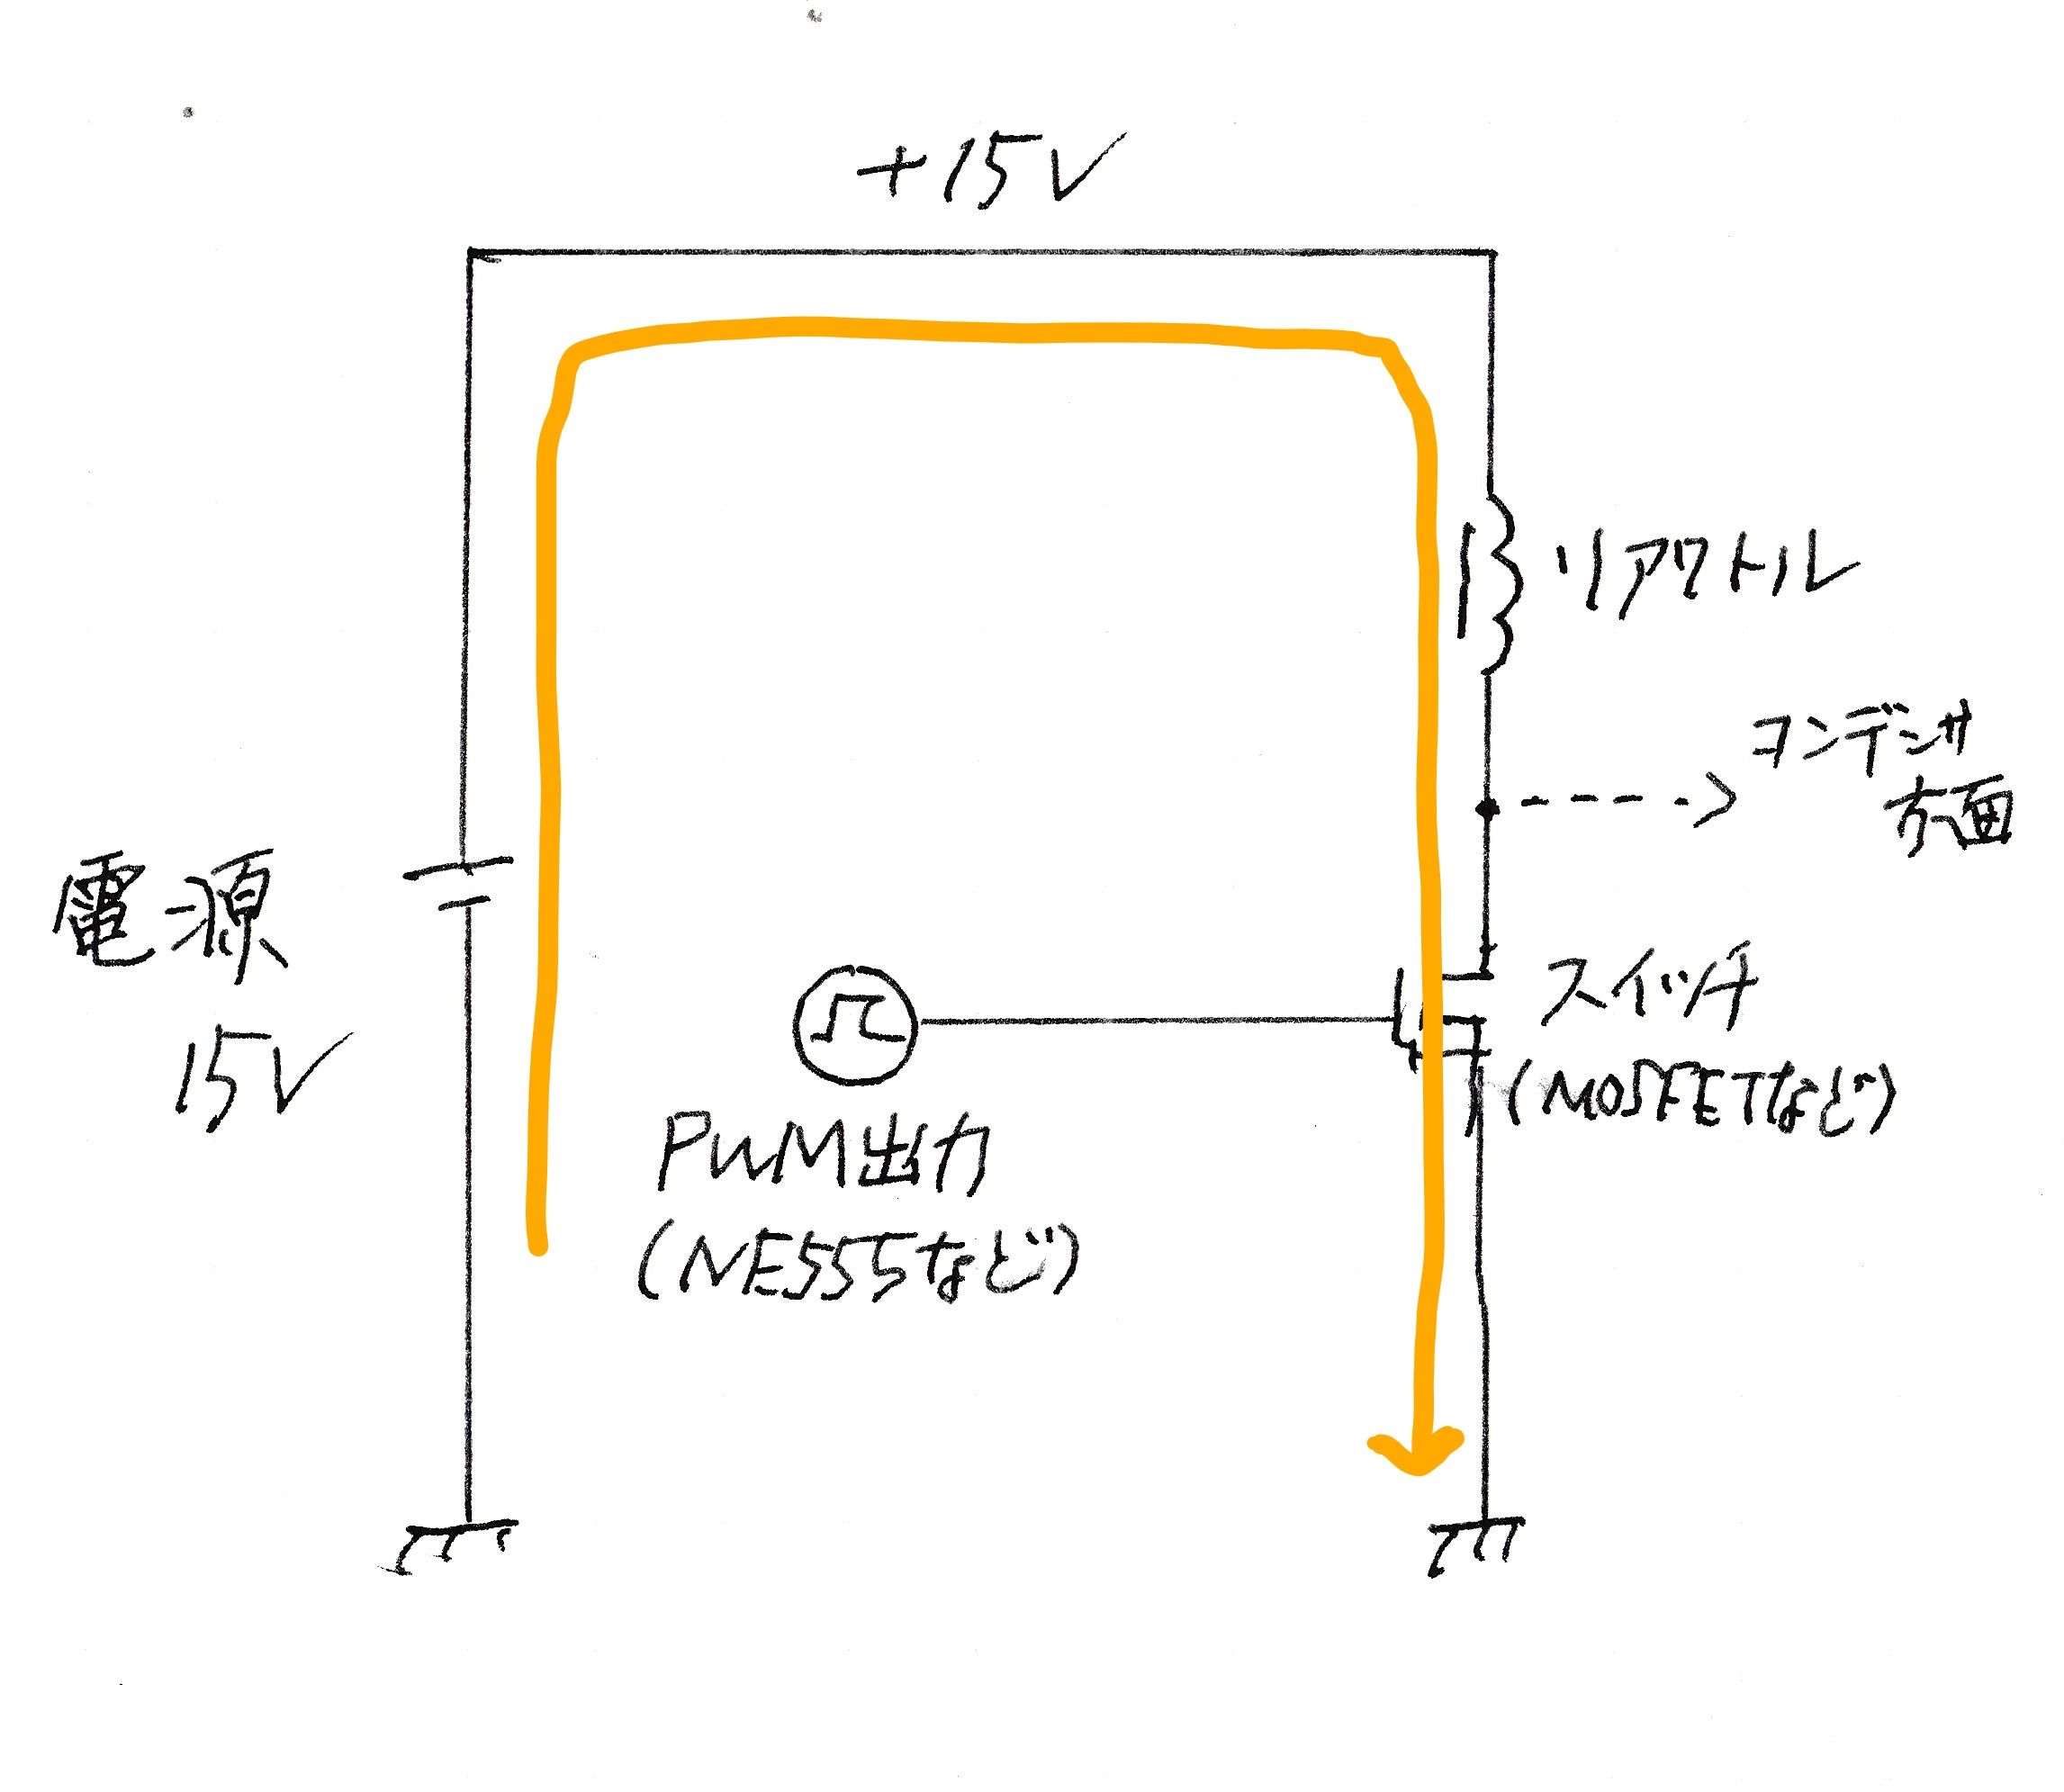 +15V
リアクトル
コンデンサ
方面
電源
15V
スイッチ
(MOSFETなど)
PWM出力
(NE555など)